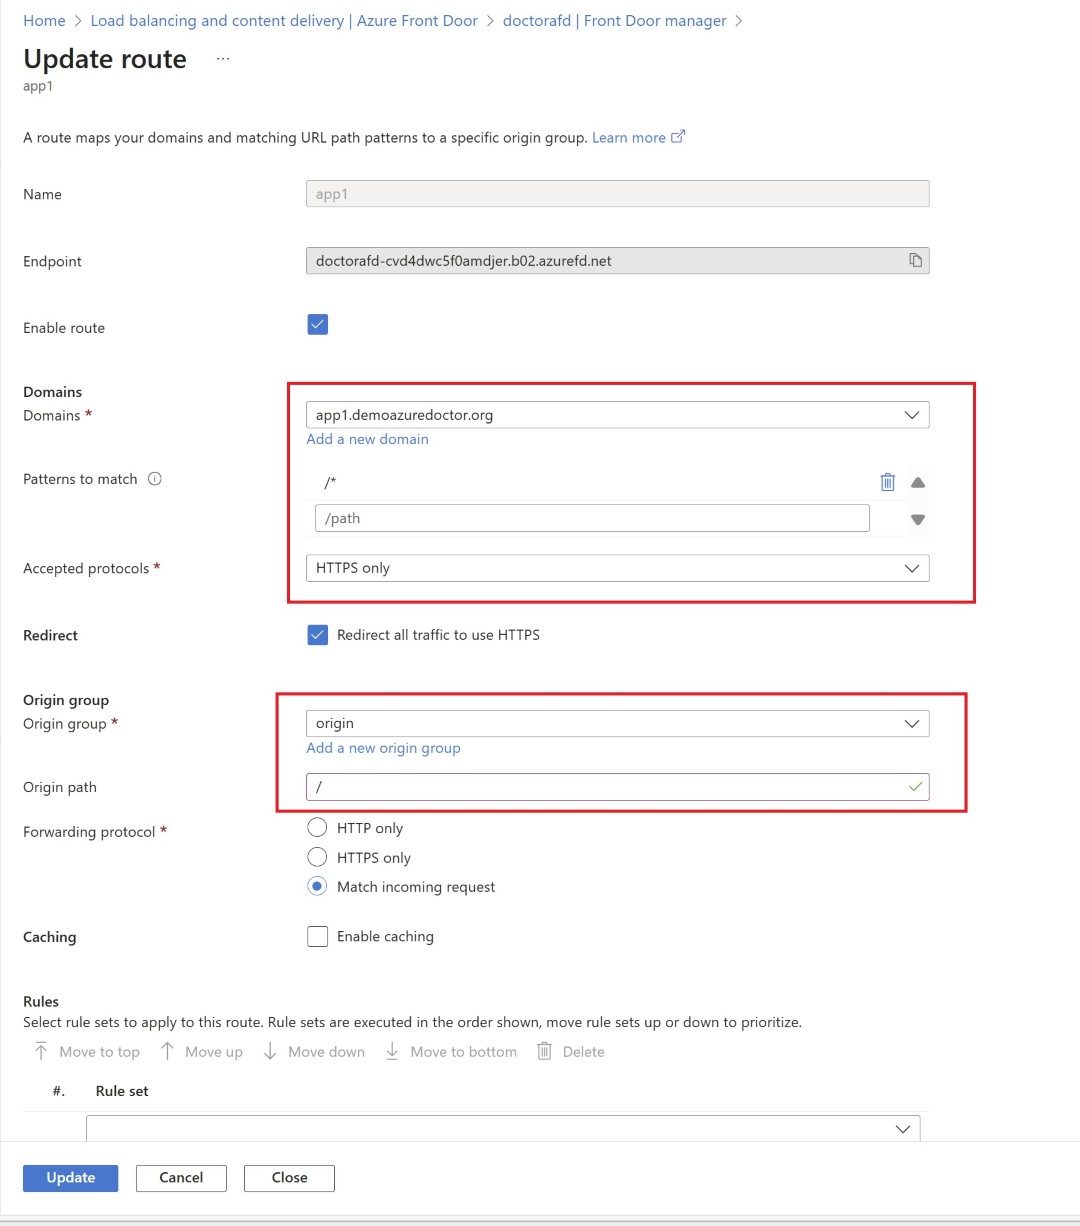 Home > Load balancing and content delivery | Azure Front Door > doctorafd | Front Door manager >
Update route ...
app1
A route maps your domains and matching URL path patterns to a specific origin group. Learn more
Name app1
Endpoint doctorafd-cvd4dwc5f0amdjer.b02.azurefd.net
Enable route
Domains
Domains * app1.demoazuredoctor.org
Add a new domain
Patterns to match /*
/path
Accepted protocols * HTTPS only
Redirect Redirect all traffic to use HTTPS
Origin group
Origin group * origin
Add a new origin group
Origin path /
Forwarding protocol * HTTP only
HTTPS only
Match incoming request
Caching Enable caching
Rules
Select rule sets to apply to this route. Rule sets are executed in the order shown, move rule sets up or down to prioritize.
Move to top Move up Move down Move to bottom Delete
#. Rule set
Update Cancel Close